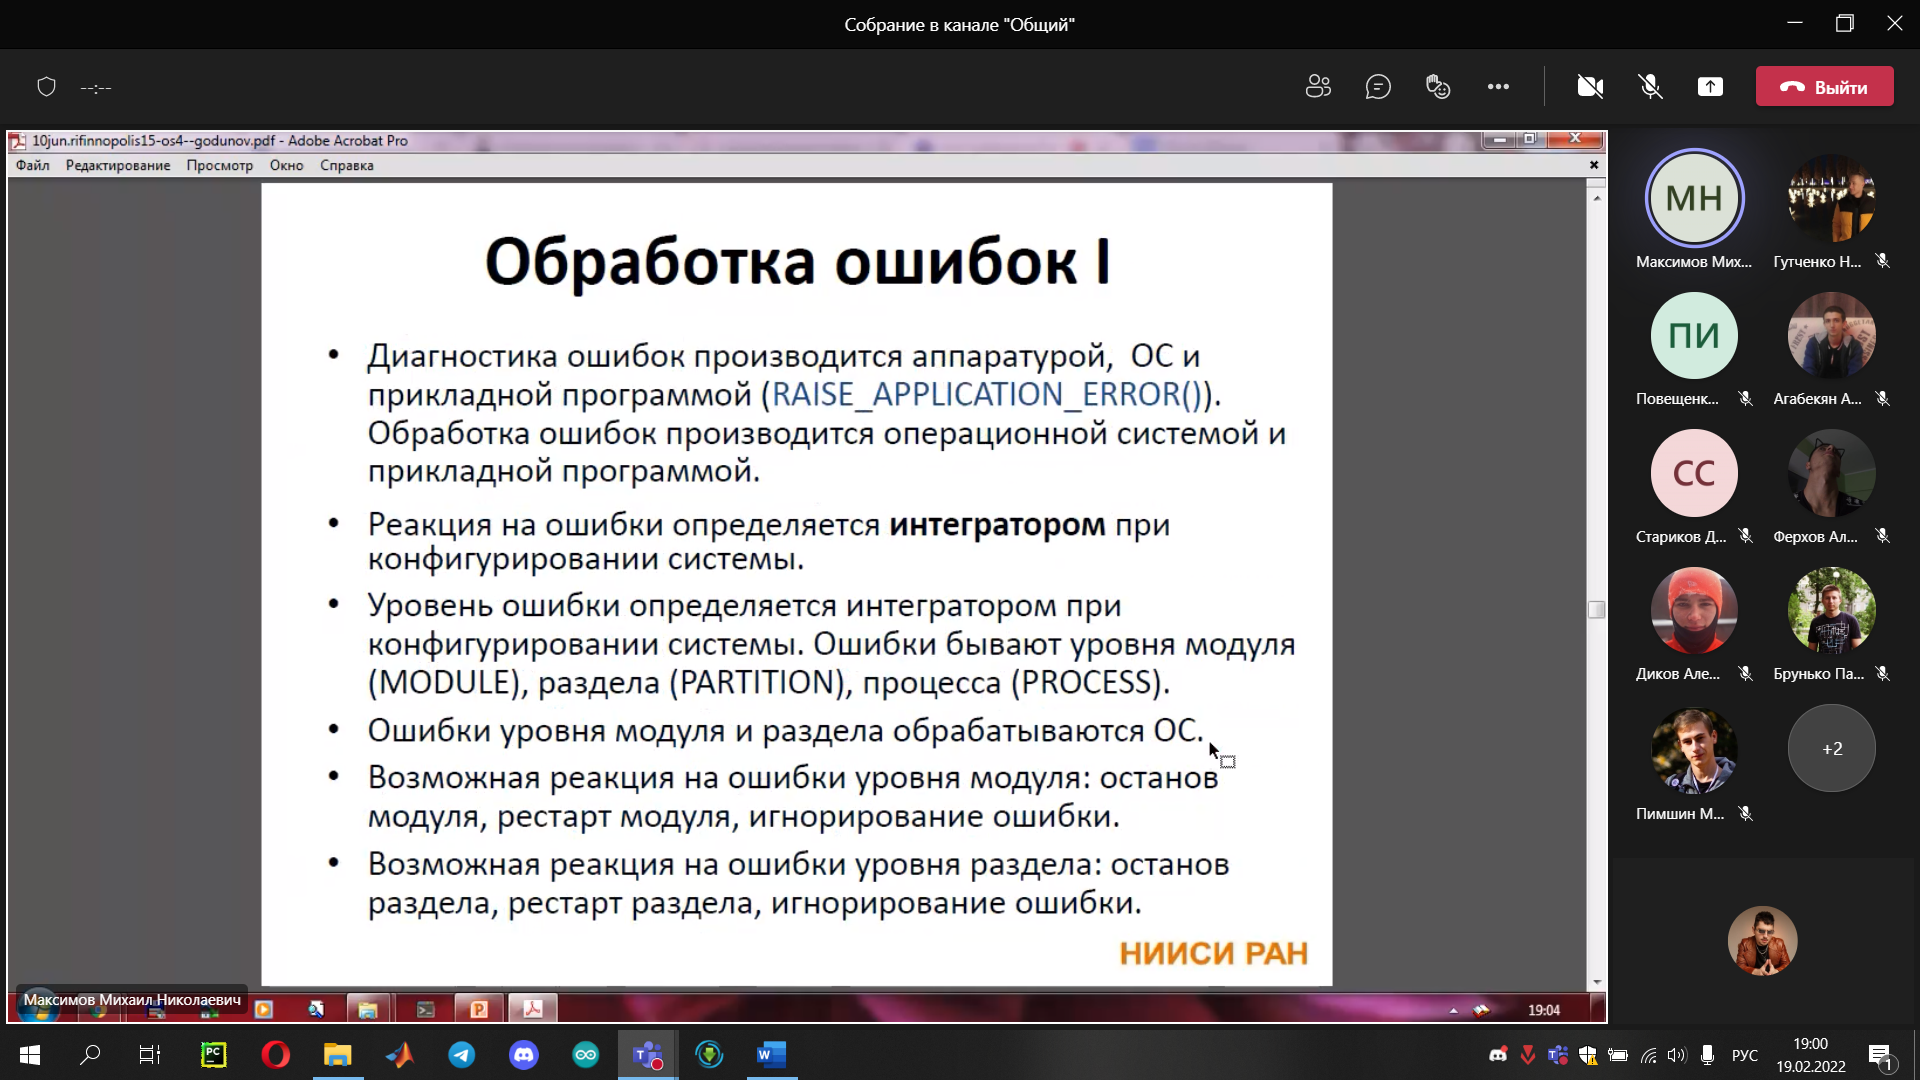 Собрание в канале "Общий"
--:--
Выйти
10jun.rifinnopolis15-os4--godunov.pdf - Adobe Acrobat Pro
Файл Редактирование Просмотр Окно Справка
Обработка ошибок I
• Диагностика ошибок производится аппаратурой, ОС и
прикладной программой (RAISE_APPLICATION_ERROR()).
Обработка ошибок производится операционной системой и
прикладной программой.
• Реакция на ошибки определяется интегратором при
конфигурировании системы.
• Уровень ошибки определяется интегратором при
конфигурировании системы. Ошибки бывают уровня модуля
(MODULE), раздела (PARTITION), процесса (PROCESS).
• Ошибки уровня модуля и раздела обрабатываются ОС.
• Возможная реакция на ошибки уровня модуля: останов
модуля, рестарт модуля, игнорирование ошибки.
• Возможная реакция на ошибки уровня раздела: останов
раздела, рестарт раздела, игнорирование ошибки.
НИИСИ РАН
Максимов Михаил Николаевич
19:04
МН
Максимов Мих... Гутченко Н...
ПИ
Повещенк... Агабекян А...
СС
Стариков Д... Ферхов Ал...
Диков Але... Брунько Па...
+2
Пимшин М...
PC
W
РУС
19:00
19.02.2022
1